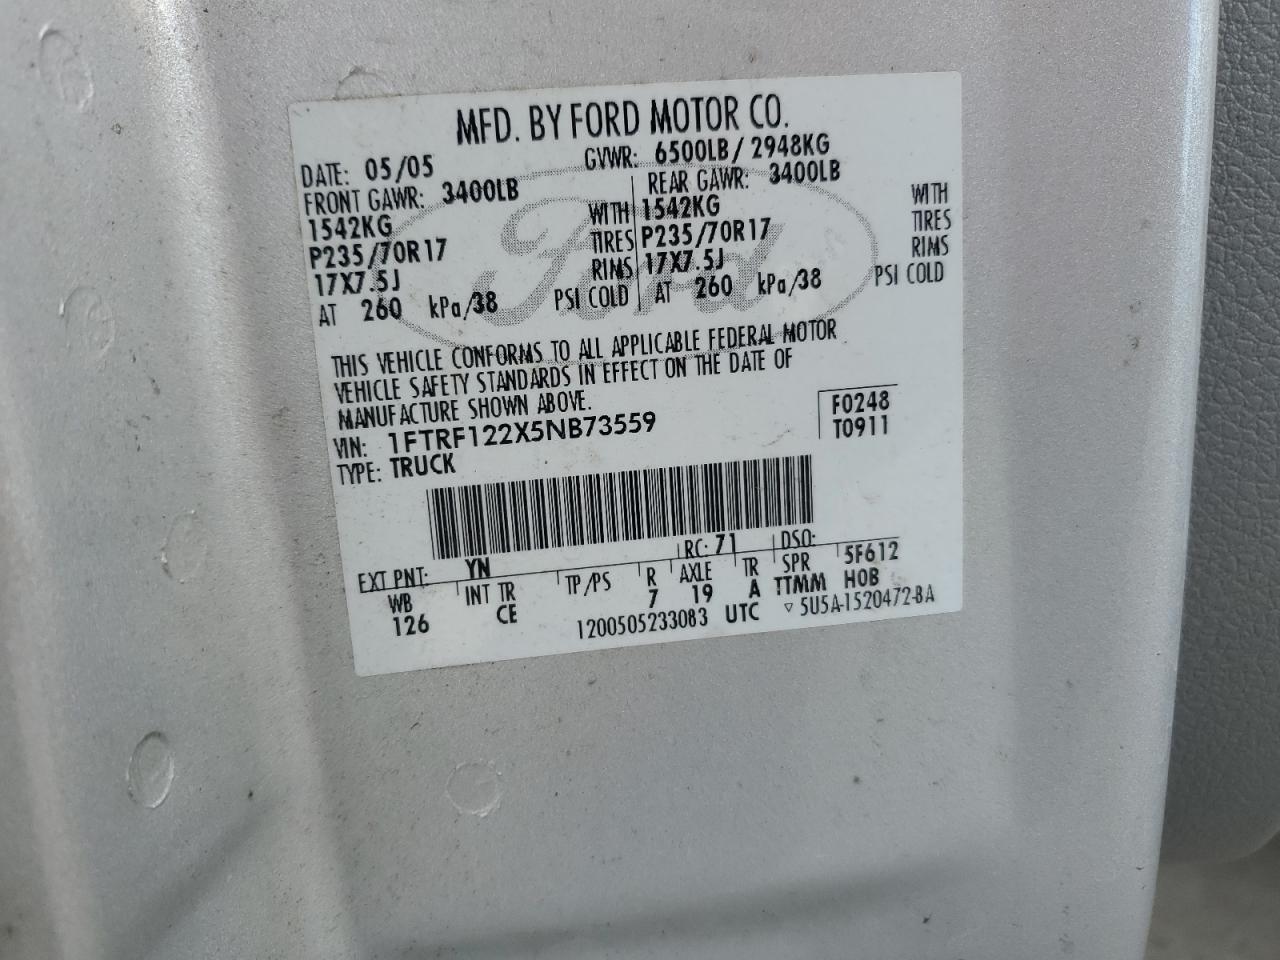 MFD. BY FORD MOTOR CO.
DATE: 05/05 GVWR: 6500LB/ 2948KG
FRONT GAWR: 3400LB REAR GAWR: 3400LB
1542KG WITH 1542KG WITH
P235/70R17 TIRES P235/70R17 TIRES
17X7.5J RIMS 17X7.5J RIMS
AT 260 kPa/38 PSI COLD AT 260 kPa/38 PSI COLD
Ford
THIS VEHICLE CONFORMS TO ALL APPLICABLE FEDERAL MOTOR
VEHICLE SAFETY STANDARDS IN EFFECT ON THE DATE OF
MANUFACTURE SHOWN ABOVE.
VIN: 1FTRF122X5NB73559 F0248
TYPE: TRUCK T0911
EXT PNT: YN RC: 71 DSO:
WB INT TR TP/PS R AXLE TR SPR 5F612
126 CE 7 19 A TTMM HOB
1200505233083 UTC ▽ 5U5A-1520472-BA